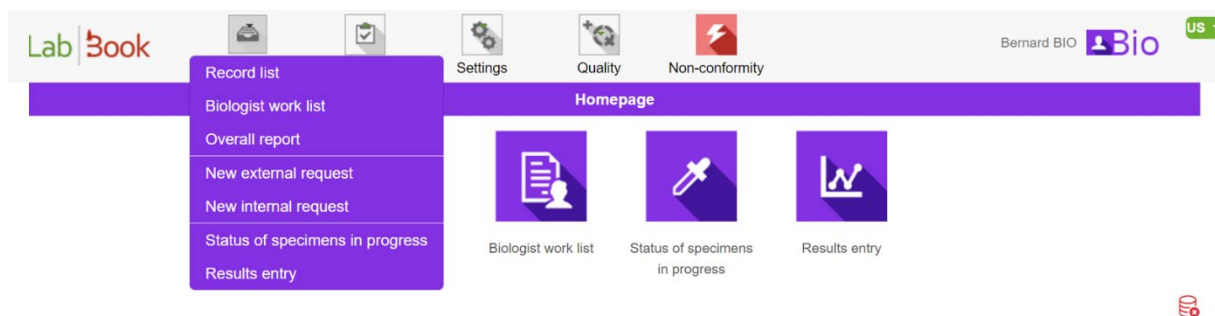 Lab Book
Settings
Quality
Non-conformity
Bernard BIO
Bio
US
Homepage
Record list
Biologist work list
Overall report
New external request
New internal request
Status of specimens in progress
Results entry
Biologist work list
Status of specimens
in progress
Results entry